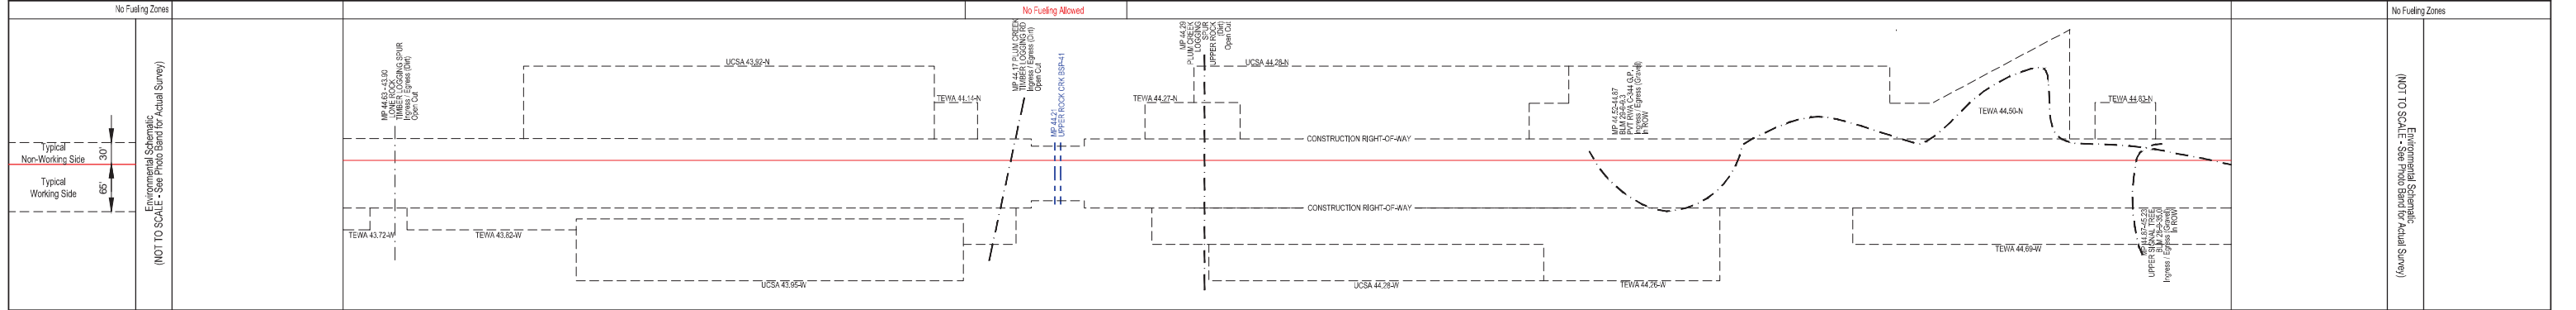 No Fueling Zones
No Fueling Allowed
No Fueling Zones
Typical
Non-Working Side
30'
Typical
Working Side
65'
Environmental Schematic
(NOT TO SCALE - See Photo Band for Actual Survey)
MP 44.63 - 43.90
LONE ROCK
TIMBER LOGGING SPUR
Ingress / Egress (Dirt)
Open Cut
TEWA 43.72-W
TEWA 43.82-W
UCSA 43.92-N
UCSA 43.95-W
TEWA 44.14-N
MP 44.17 PLUM CREEK
TIMBER LOGGING RD
Ingress / Egress (Dirt)
Open Cut
MP 44.21
UPPER ROCK CRK BSP-41
TEWA 44.27-N
MP 44.29
PLUM CREEK
LOGGING
SPUR
UPPER ROCK
(Dirt)
Open Cut
UCSA 44.28-N
CONSTRUCTION RIGHT-OF-WAY
CONSTRUCTION RIGHT-OF-WAY
UCSA 44.28-W
TEWA 44.26-W
MP 44.52-44.87
BLM 29-9-9.3
PVT RWA C-344 G.P.
Ingress / Egress (Gravel)
In ROW
TEWA 44.50-N
TEWA 44.83-N
TEWA 44.69-W
UPPER SIGNAL TREE
Ingress / Egress (Gravel)
In ROW
Environmental Schematic
(NOT TO SCALE - See Photo Band for Actual Survey)